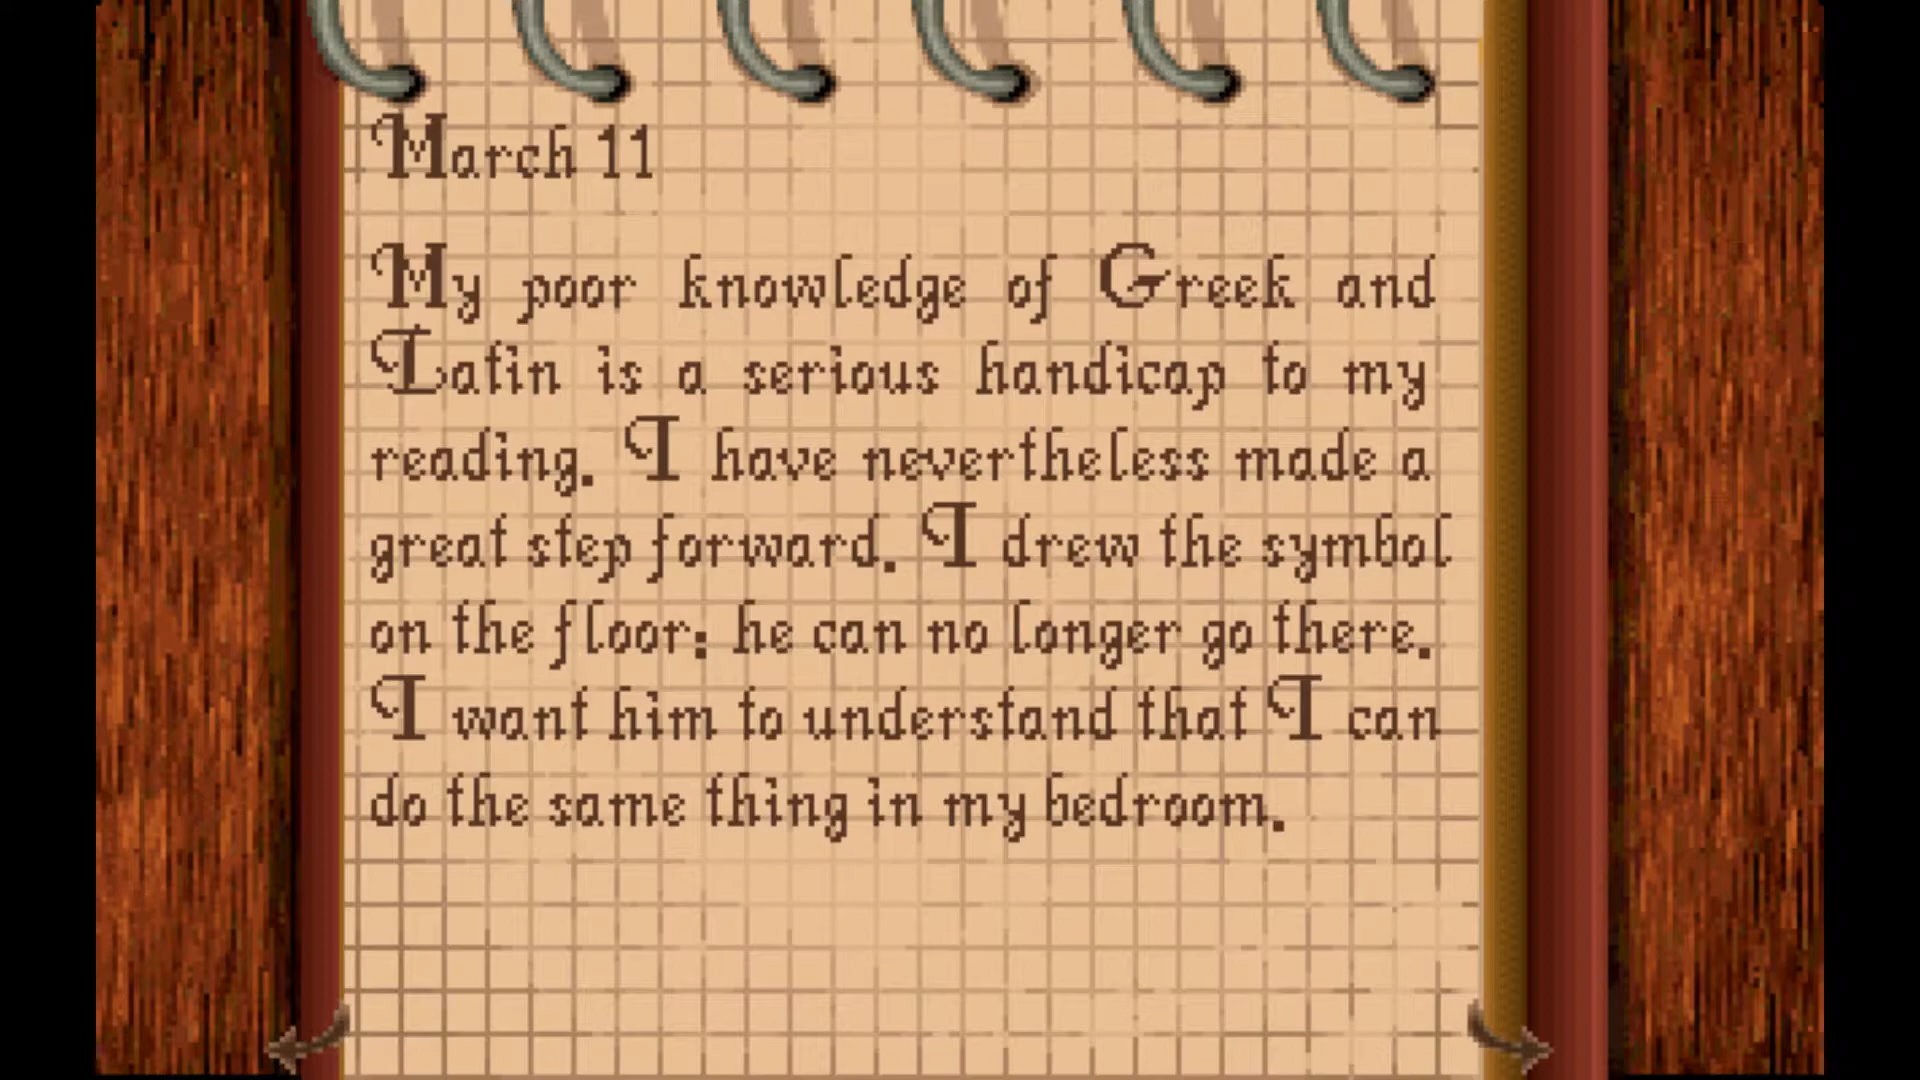 March 11
My poor knowledge of Greek and
Latin is a serious handicap to my
reading. I have nevertheless made a
great step forward. I drew the symbol
on the floor: he can no longer go there.
I want him to understand that I can
do the same thing in my bedroom.